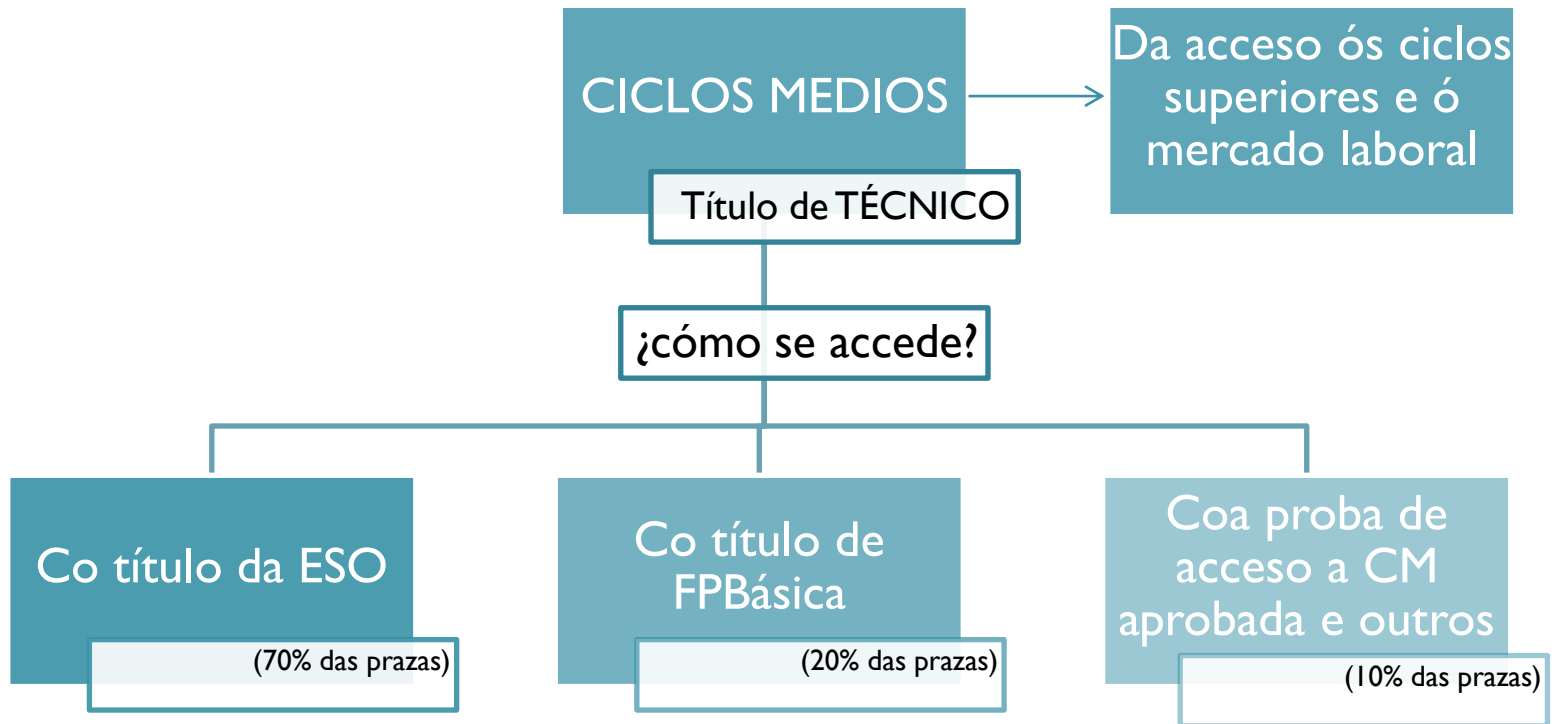 CICLOS MEDIOS
Da acceso ós ciclos
superiores e ó
mercado laboral
Título de TÉCNICO
¿cómo se accede?
Co título da ESO
(70% das prazas)
Co título de
FPBásica
(20% das prazas)
Coa proba de
acceso a CM
aprobada e outros
(10% das prazas)